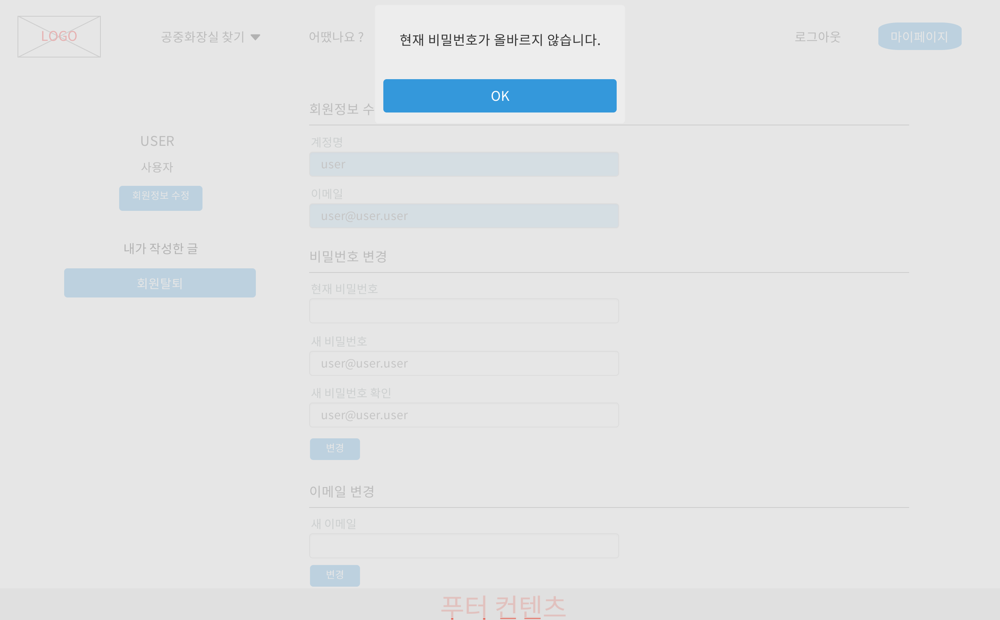 LOGO
공중화장실 찾기
어땠나요 ?
현재 비밀번호가 올바르지 않습니다.
OK
로그아웃
마이페이지
USER
사용자
회원정보 수정
내가 작성한 글
회원탈퇴
회원정보 수
계정명
user
이메일
user@user.user
비밀번호 변경
현재 비밀번호
새 비밀번호
user@user.user
새 비밀번호 확인
user@user.user
변경
이메일 변경
새 이메일
변경
푸터 컨텐츠